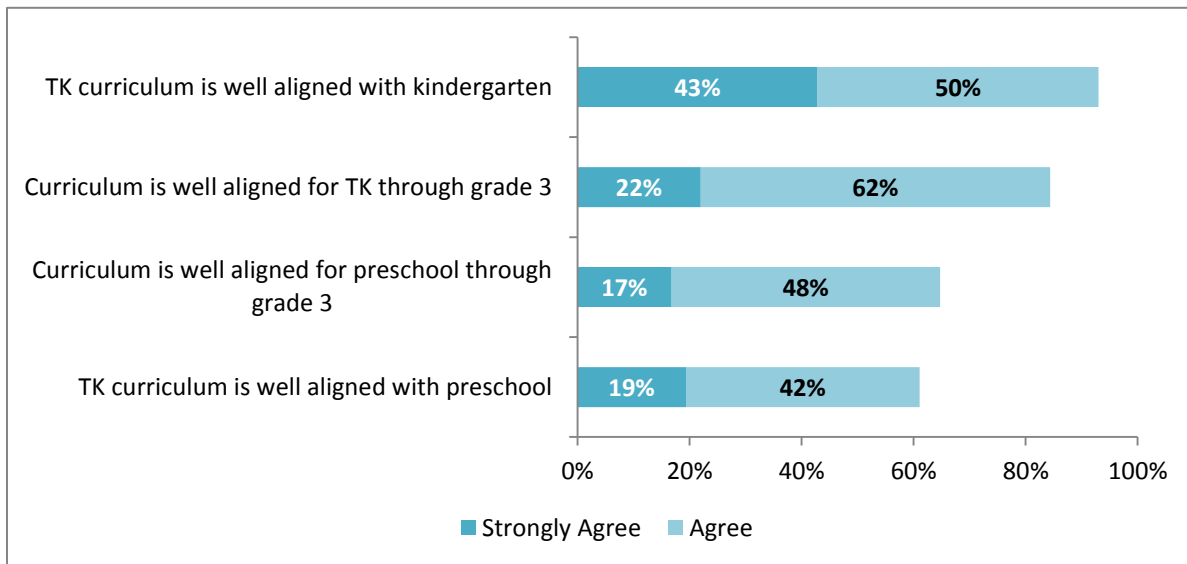 TK curriculum is well aligned with kindergarten
43%
50%
Curriculum is well aligned for TK through grade 3
22%
62%
Curriculum is well aligned for preschool through
grade 3
17%
48%
TK curriculum is well aligned with preschool
19%
42%
0%
20%
40%
60%
80%
100%
Strongly Agree
Agree